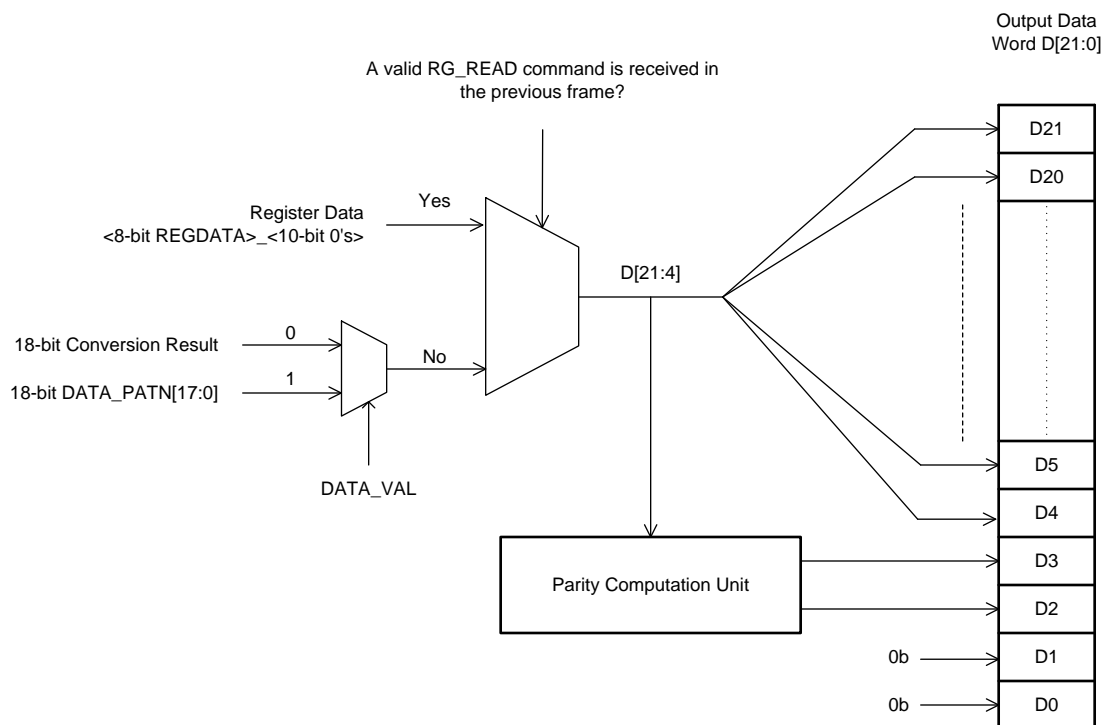 Output Data
Word D[21:0]
A valid RG_READ command is received in
the previous frame?
D21
D20
Yes
Register Data
<8-bit REGDATA>_<10-bit 0's>
D[21:4]
0
18-bit Conversion Result
No
1
18-bit DATA_PATN[17:0]
DATA_VAL
D5
D4
D3
Parity Computation Unit
D2
0b
D1
0b
D0